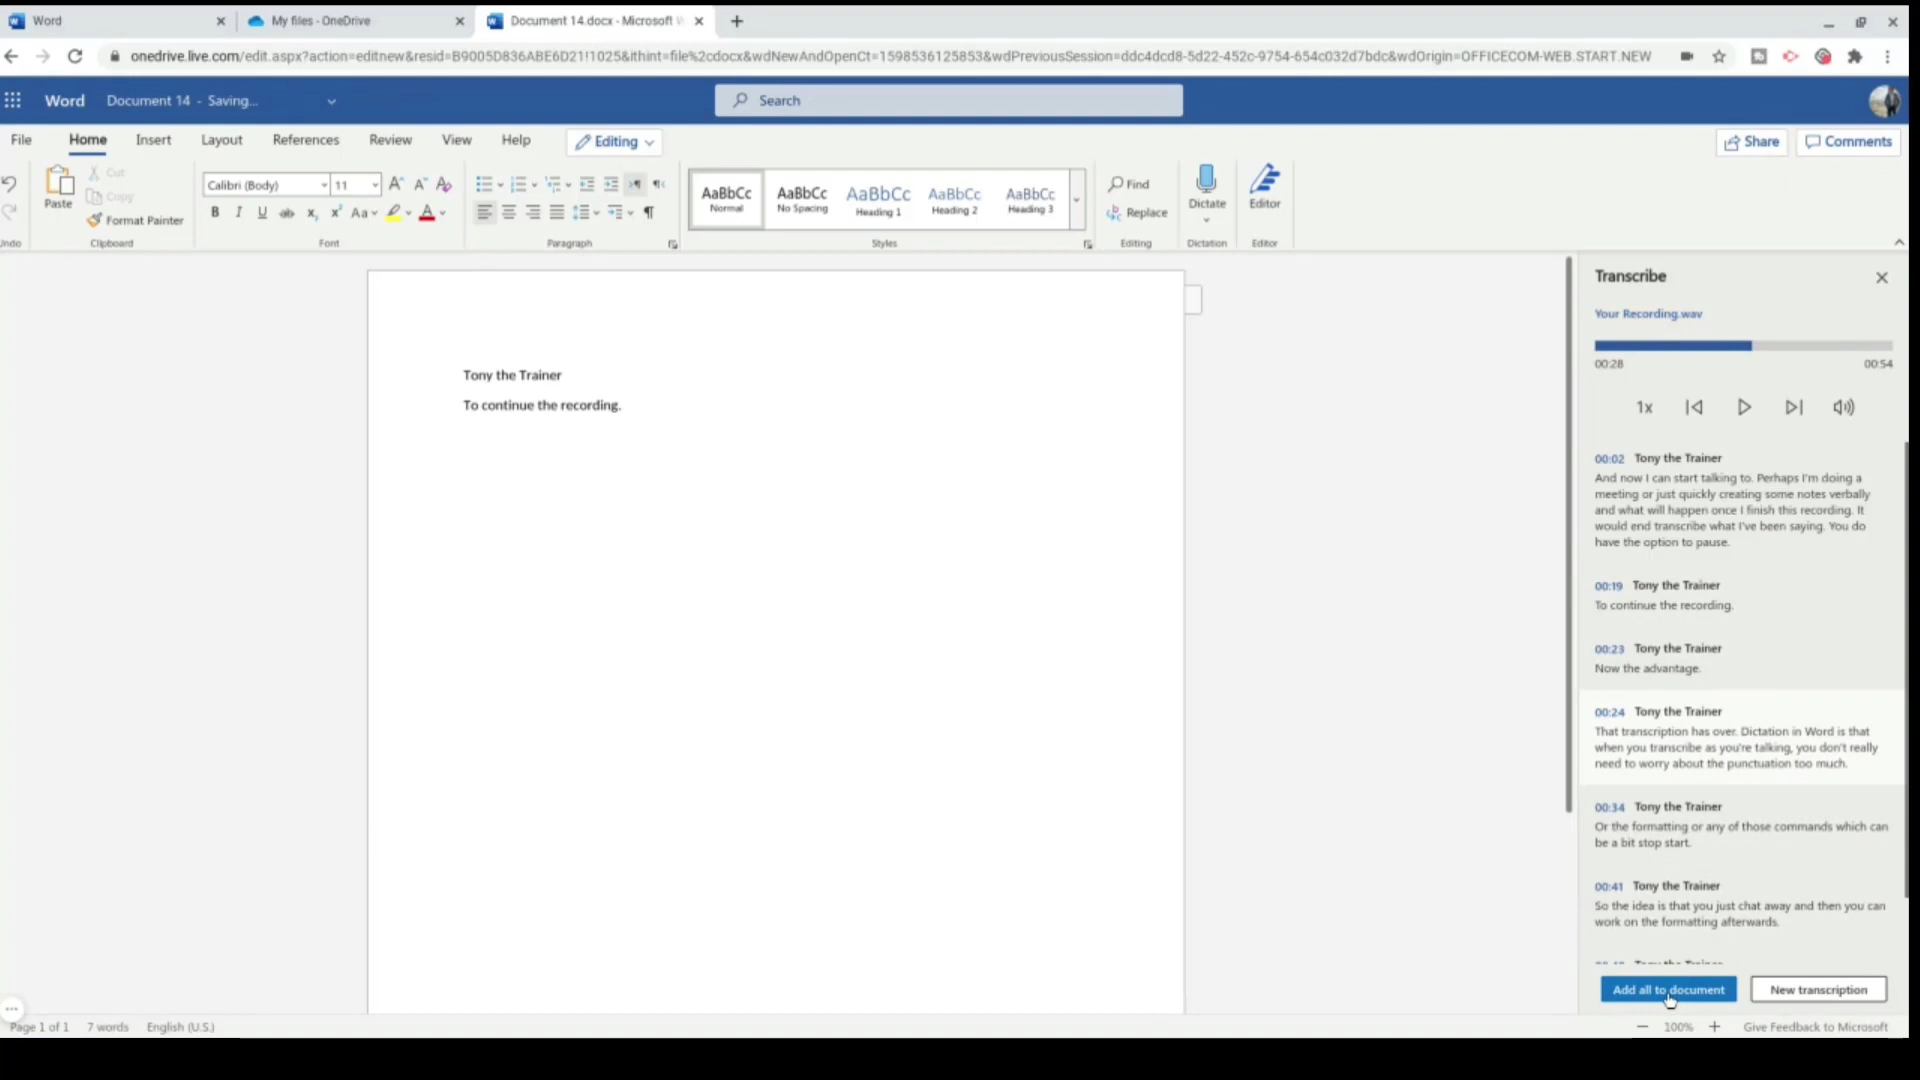 Word
My files - OneDrive
Document 14.docx - Microsoft W
onedrive.live.com/edit.aspx?action=editnew&resid=B9005D836ABE6D21!1025&ithint=file%2cdocx&wdNewAndOpenCt=1598536125853&wdPreviousSession=ddc4dcd8-5d22-452c-9754-654c032d7bdc&wdOrigin=OFFICECOM-WEB.START.NEW
Word Document 14 - Saving...
Search
File Home Insert Layout References Review View Help Editing
Share Comments
Paste
Cut
Copy
Format Painter
Calibri (Body) 11
B I U ab x x² Aa A
AaBbCc Normal
AaBbCc No Spacing
AaBbCc Heading 1
AaBbCc Heading 2
AaBbCc Heading 3
Find
Replace
Dictate
Editor
Undo Clipboard Font Paragraph Styles Editing Dictation Editor
Tony the Trainer
To continue the recording.
Transcribe
Your Recording.wav
00:28 00:54
1x
00:02 Tony the Trainer
And now I can start talking to. Perhaps I'm doing a
meeting or just quickly creating some notes verbally
and what will happen once I finish this recording. It
would end transcribe what I've been saying. You do
have the option to pause.
00:19 Tony the Trainer
To continue the recording.
00:23 Tony the Trainer
Now the advantage.
00:24 Tony the Trainer
That transcription has over. Dictation in Word is that
when you transcribe as you're talking, you don't really
need to worry about the punctuation too much.
00:34 Tony the Trainer
Or the formatting or any of those commands which can
be a bit stop start.
00:41 Tony the Trainer
So the idea is that you just chat away and then you can
work on the formatting afterwards.
Add all to document
New transcription
Page 1 of 1 7 words English (U.S.)
100% Give Feedback to Microsoft